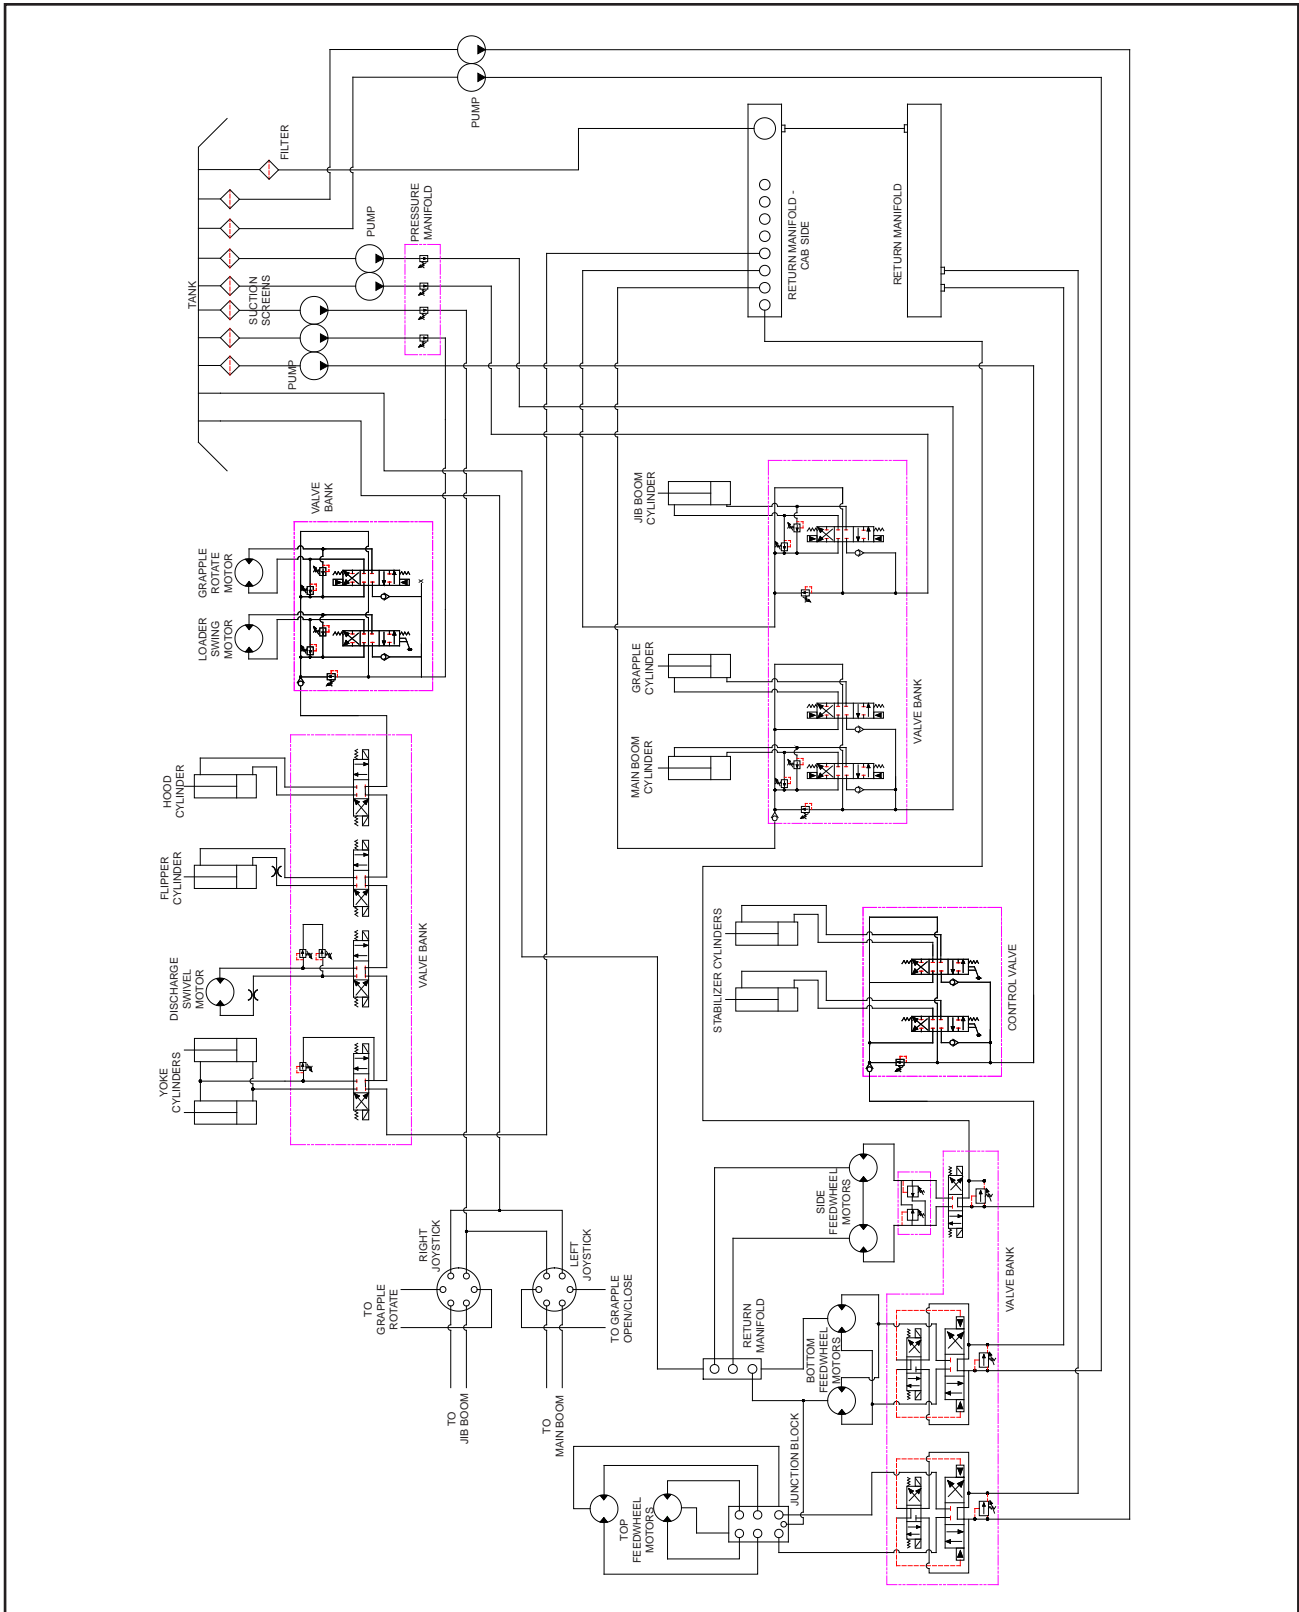 PUMP
FILTER
TANK
SUCTION
SCREENS
PUMP
PRESSURE
MANIFOLD
PUMP
RETURN MANIFOLD -
CAB SIDE
RETURN MANIFOLD
VALVE
BANK
GRAPPLE
ROTATE
MOTOR
LOADER
SWING
MOTOR
JIB BOOM
CYLINDER
GRAPPLE
CYLINDER
MAIN BOOM
CYLINDER
VALVE BANK
HOOD
CYLINDER
FLIPPER
CYLINDER
DISCHARGE
SWIVEL
MOTOR
YOKE
CYLINDERS
VALVE BANK
STABILIZER CYLINDERS
CONTROL VALVE
RIGHT
JOYSTICK
LEFT
JOYSTICK
TO
GRAPPLE
ROTATE
TO GRAPPLE
OPEN/CLOSE
TO
JIB BOOM
TO
MAIN BOOM
SIDE
FEEDWHEEL
MOTORS
RETURN
MANIFOLD
BOTTOM
FEEDWHEEL
MOTORS
VALVE BANK
JUNCTION BLOCK
TOP
FEEDWHEEL
MOTORS